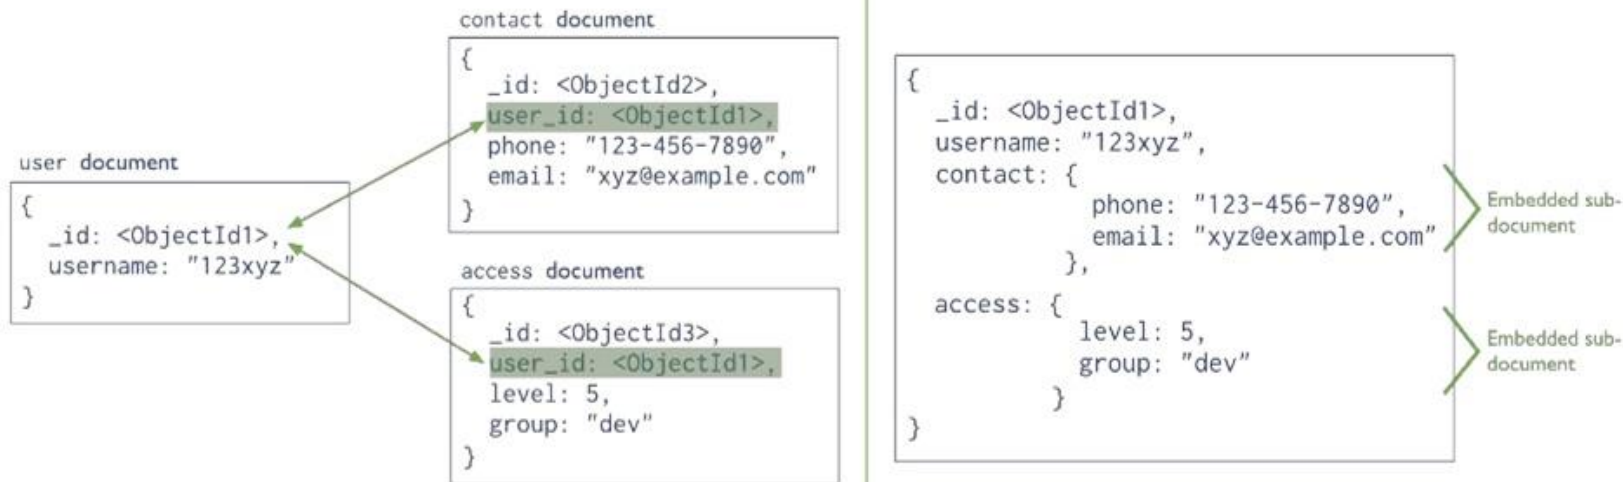 contact document
{
_id: <ObjectId2>,
user_id: <ObjectId1>,
phone: "123-456-7890",
email: "xyz@example.com"
}
user document
{
_id: <ObjectId1>,
username: "123xyz"
}
access document
{
_id: <ObjectId3>,
user_id: <ObjectId1>,
level: 5,
group: "dev"
}
{
_id: <ObjectId1>,
username: "123xyz",
contact: {
phone: "123-456-7890",
email: "xyz@example.com"
},
access: {
level: 5,
group: "dev"
}
}
Embedded sub-
document
Embedded sub-
document